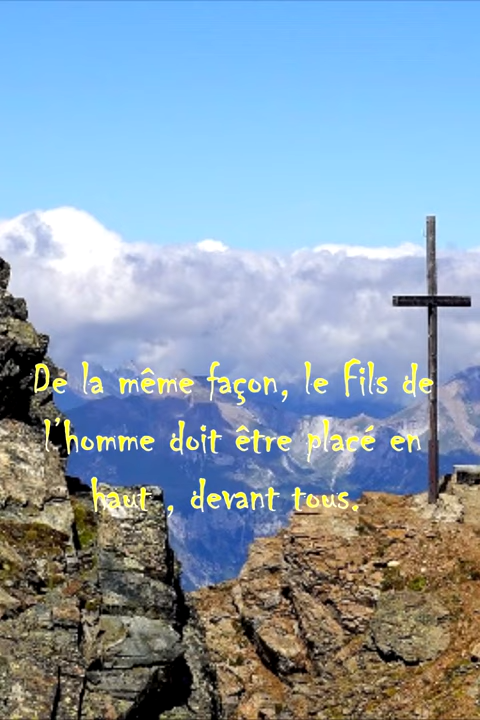 De la même façon, le Fils de
l'homme doit être placé en
haut , devant tous.